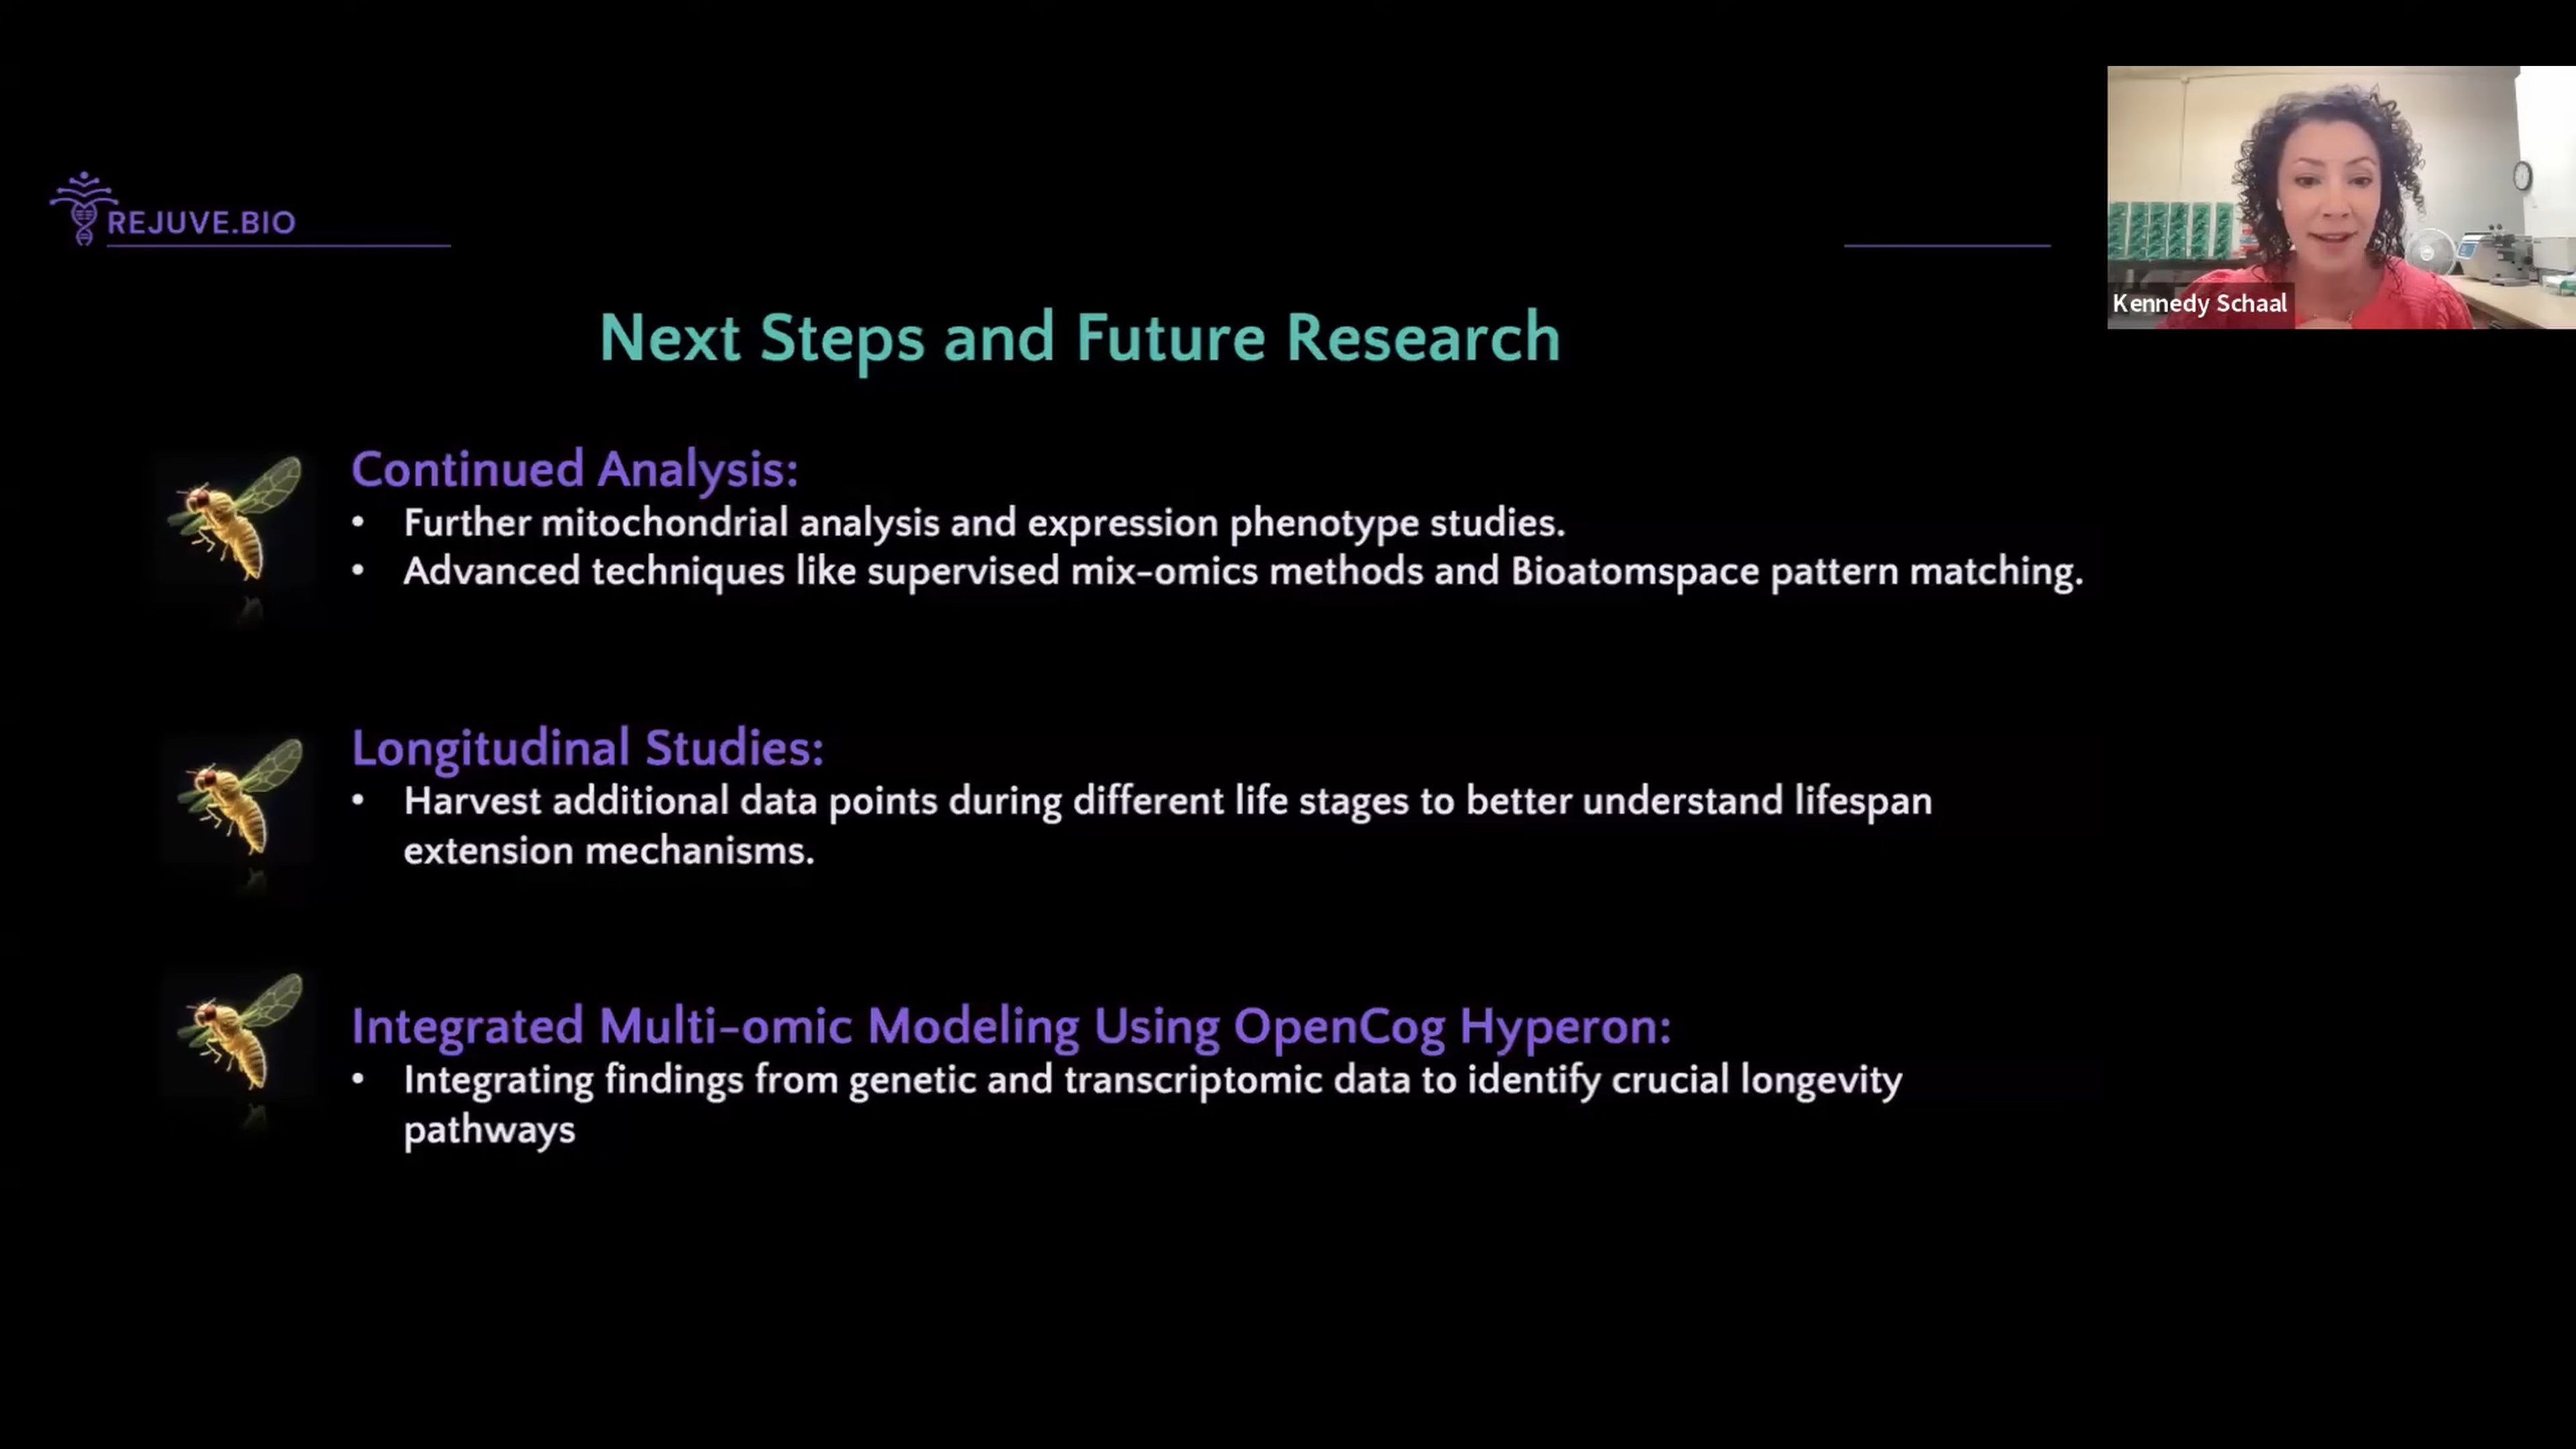 REJUVE.BIO
Kennedy Schaal
Next Steps and Future Research
Continued Analysis:
• Further mitochondrial analysis and expression phenotype studies.
• Advanced techniques like supervised mix-omics methods and Bioatomspace pattern matching.
Longitudinal Studies:
• Harvest additional data points during different life stages to better understand lifespan
extension mechanisms.
Integrated Multi-omic Modeling Using OpenCog Hyperon:
• Integrating findings from genetic and transcriptomic data to identify crucial longevity
pathways